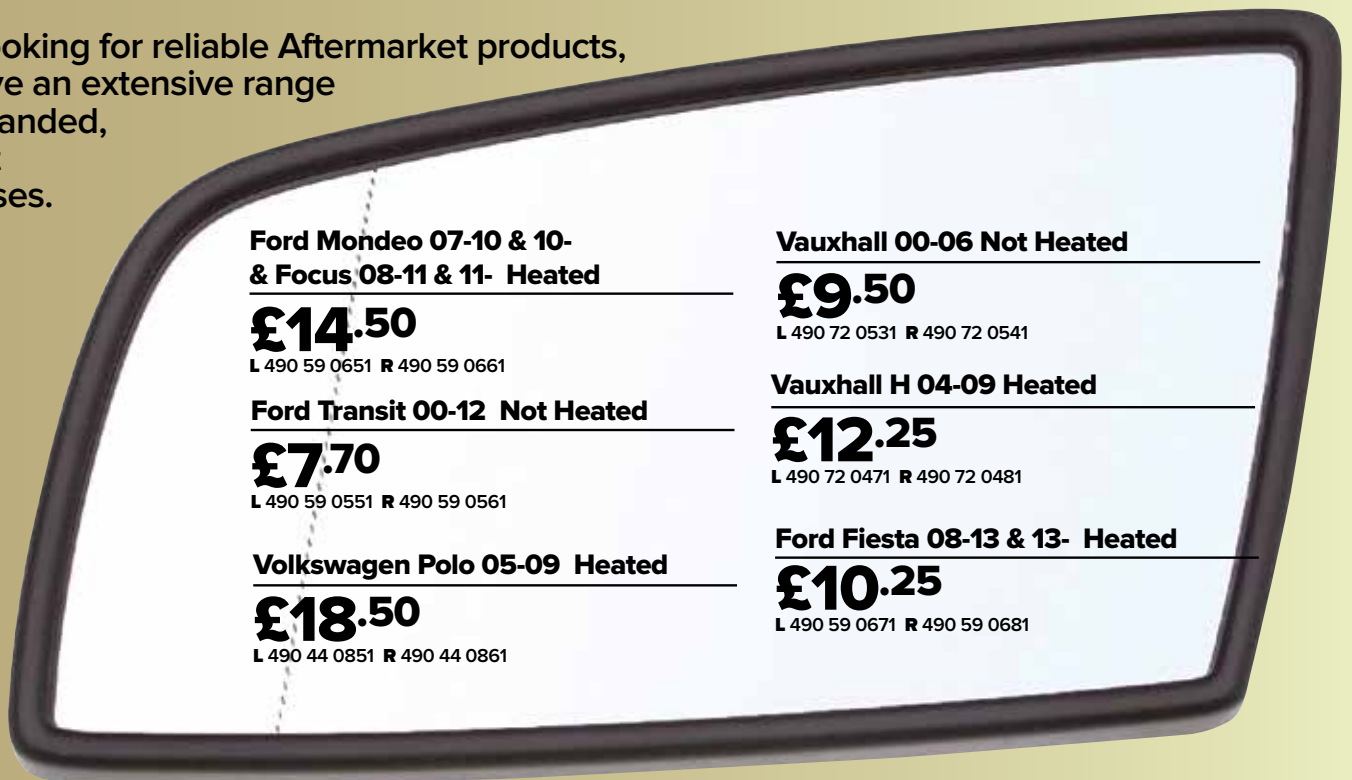 oking for reliable Aftermarket products,
ve an extensive range
anded,
ses.
Ford Mondeo 07-10 & 10-
& Focus 08-11 & 11- Heated
£14.50
L 490 59 0651 R 490 59 0661
Ford Transit 00-12 Not Heated
£7.70
L 490 59 0551 R 490 59 0561
Volkswagen Polo 05-09 Heated
£18.50
L 490 44 0851 R 490 44 0861
Vauxhall 00-06 Not Heated
£9.50
L 490 72 0531 R 490 72 0541
Vauxhall H 04-09 Heated
£12.25
L 490 72 0471 R 490 72 0481
Ford Fiesta 08-13 & 13- Heated
£10.25
L 490 59 0671 R 490 59 0681